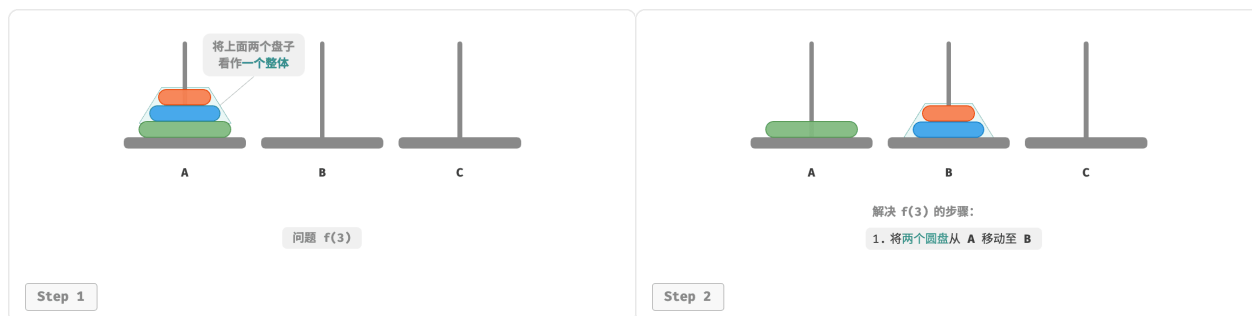 将上面两个盘子
看作一个整体
A
B
C
问题 f(3)
Step 1
A
B
C
解决 f(3) 的步骤：
1. 将两个圆盘从 A 移动至 B
Step 2